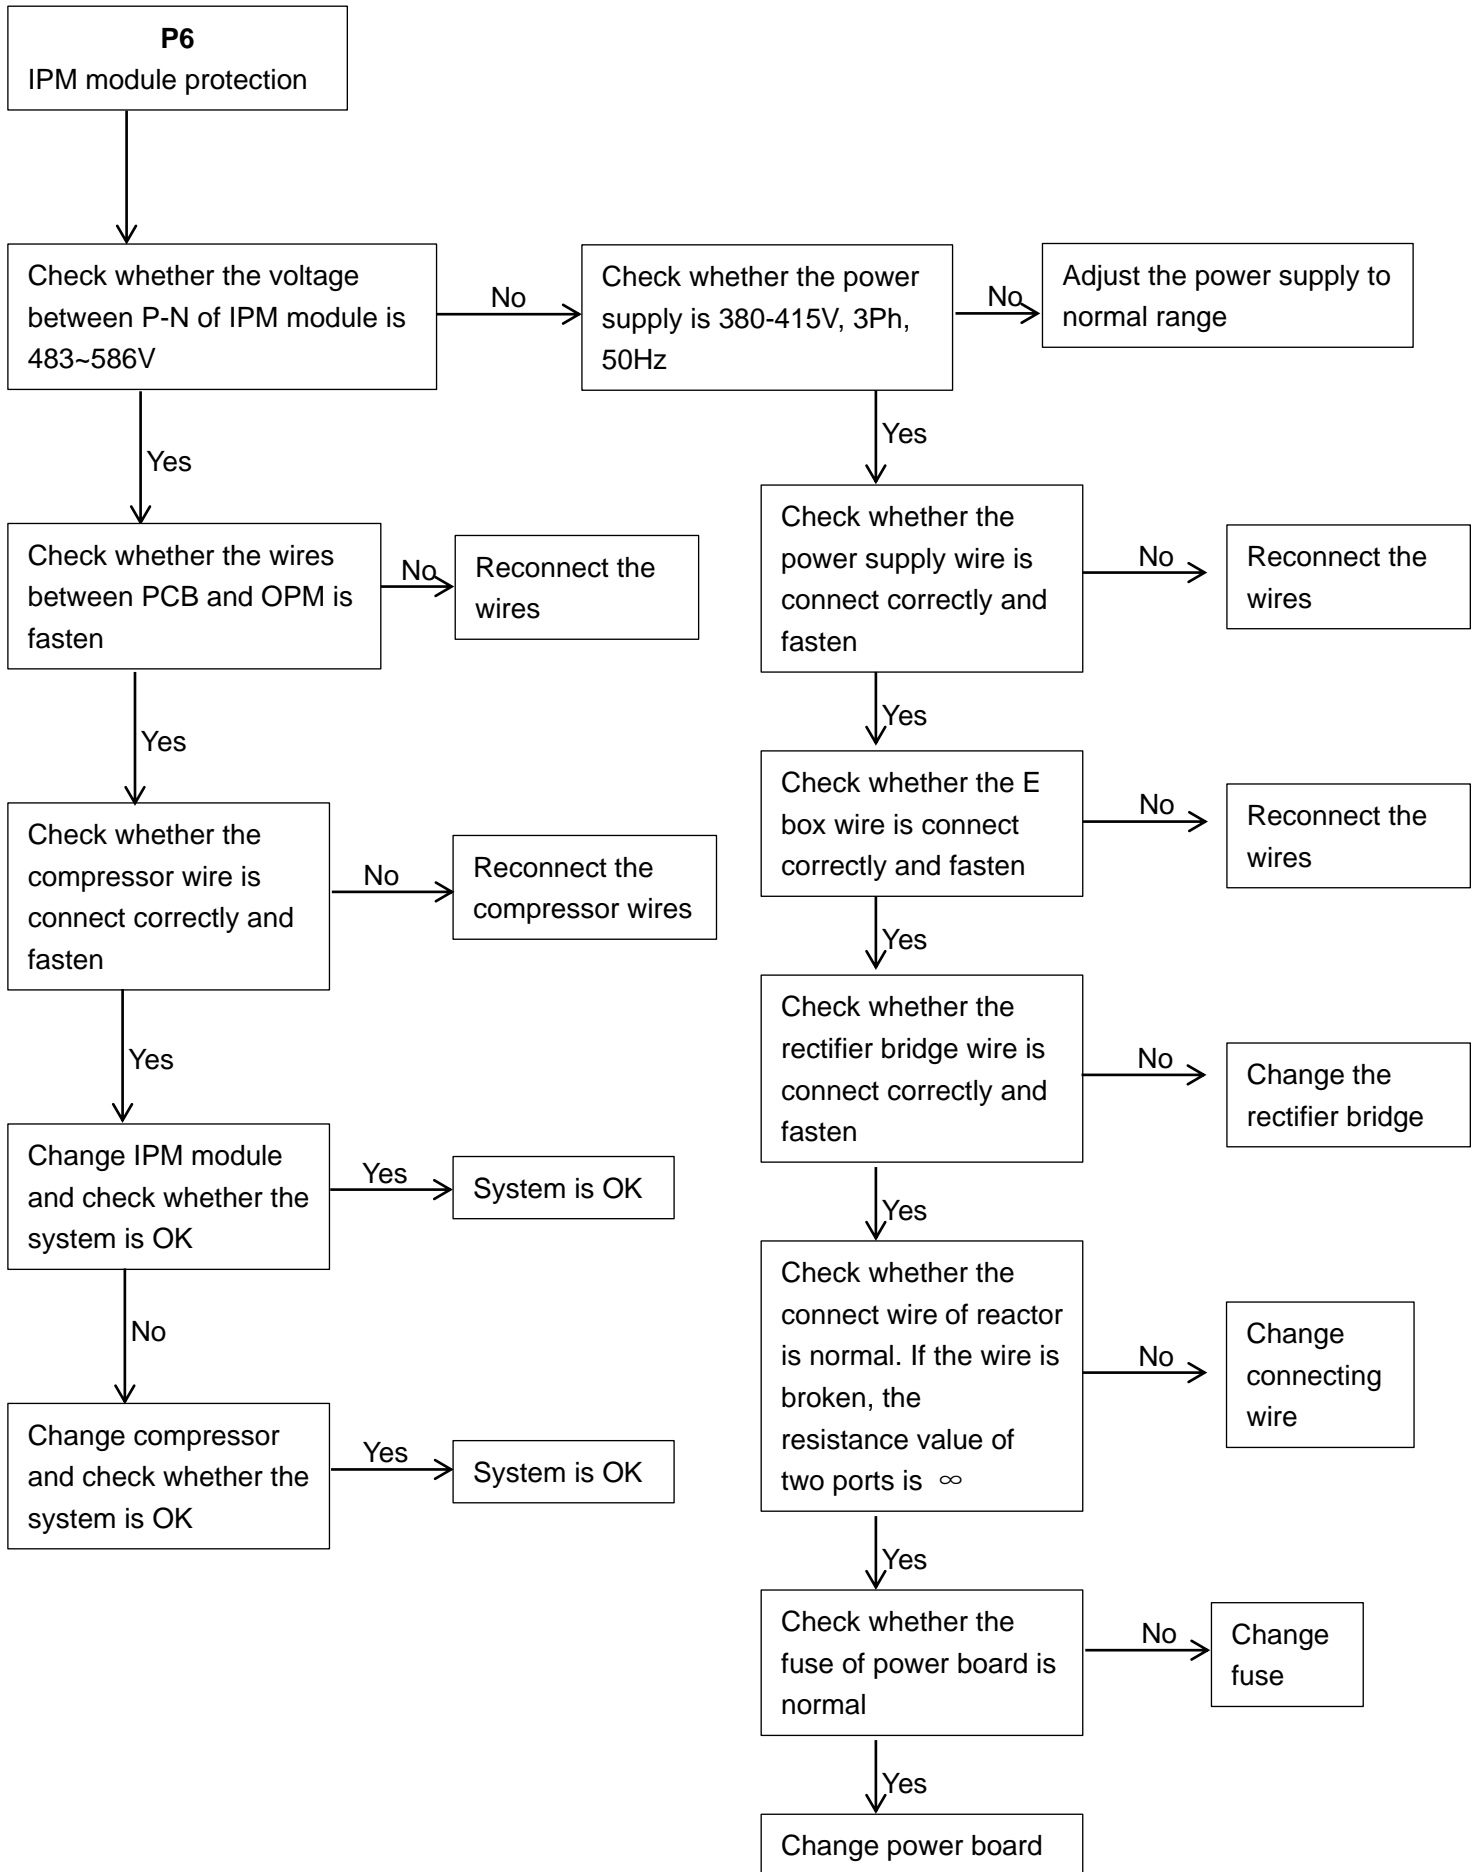 P6
IPM module protection
Check whether the voltage
between P-N of IPM module is
483~586V
No
Check whether the power
supply is 380-415V, 3Ph,
50Hz
No
Adjust the power supply to
normal range
Yes
Yes
Check whether the wires
between PCB and OPM is
fasten
No
Reconnect the
wires
Check whether the
power supply wire is
connect correctly and
fasten
No
Reconnect the
wires
Yes
Yes
Check whether the
compressor wire is
connect correctly and
fasten
No
Reconnect the
compressor wires
Check whether the E
box wire is connect
correctly and fasten
No
Reconnect the
wires
Yes
Yes
Check whether the
rectifier bridge wire is
connect correctly and
fasten
No
Change the
rectifier bridge
Change IPM module
and check whether the
system is OK
Yes
System is OK
Yes
No
Check whether the
connect wire of reactor
is normal. If the wire is
broken, the
resistance value of
two ports is ∞
No
Change
connecting
wire
Change compressor
and check whether the
system is OK
Yes
System is OK
Yes
Check whether the
fuse of power board is
normal
No
Change
fuse
Yes
Change power board